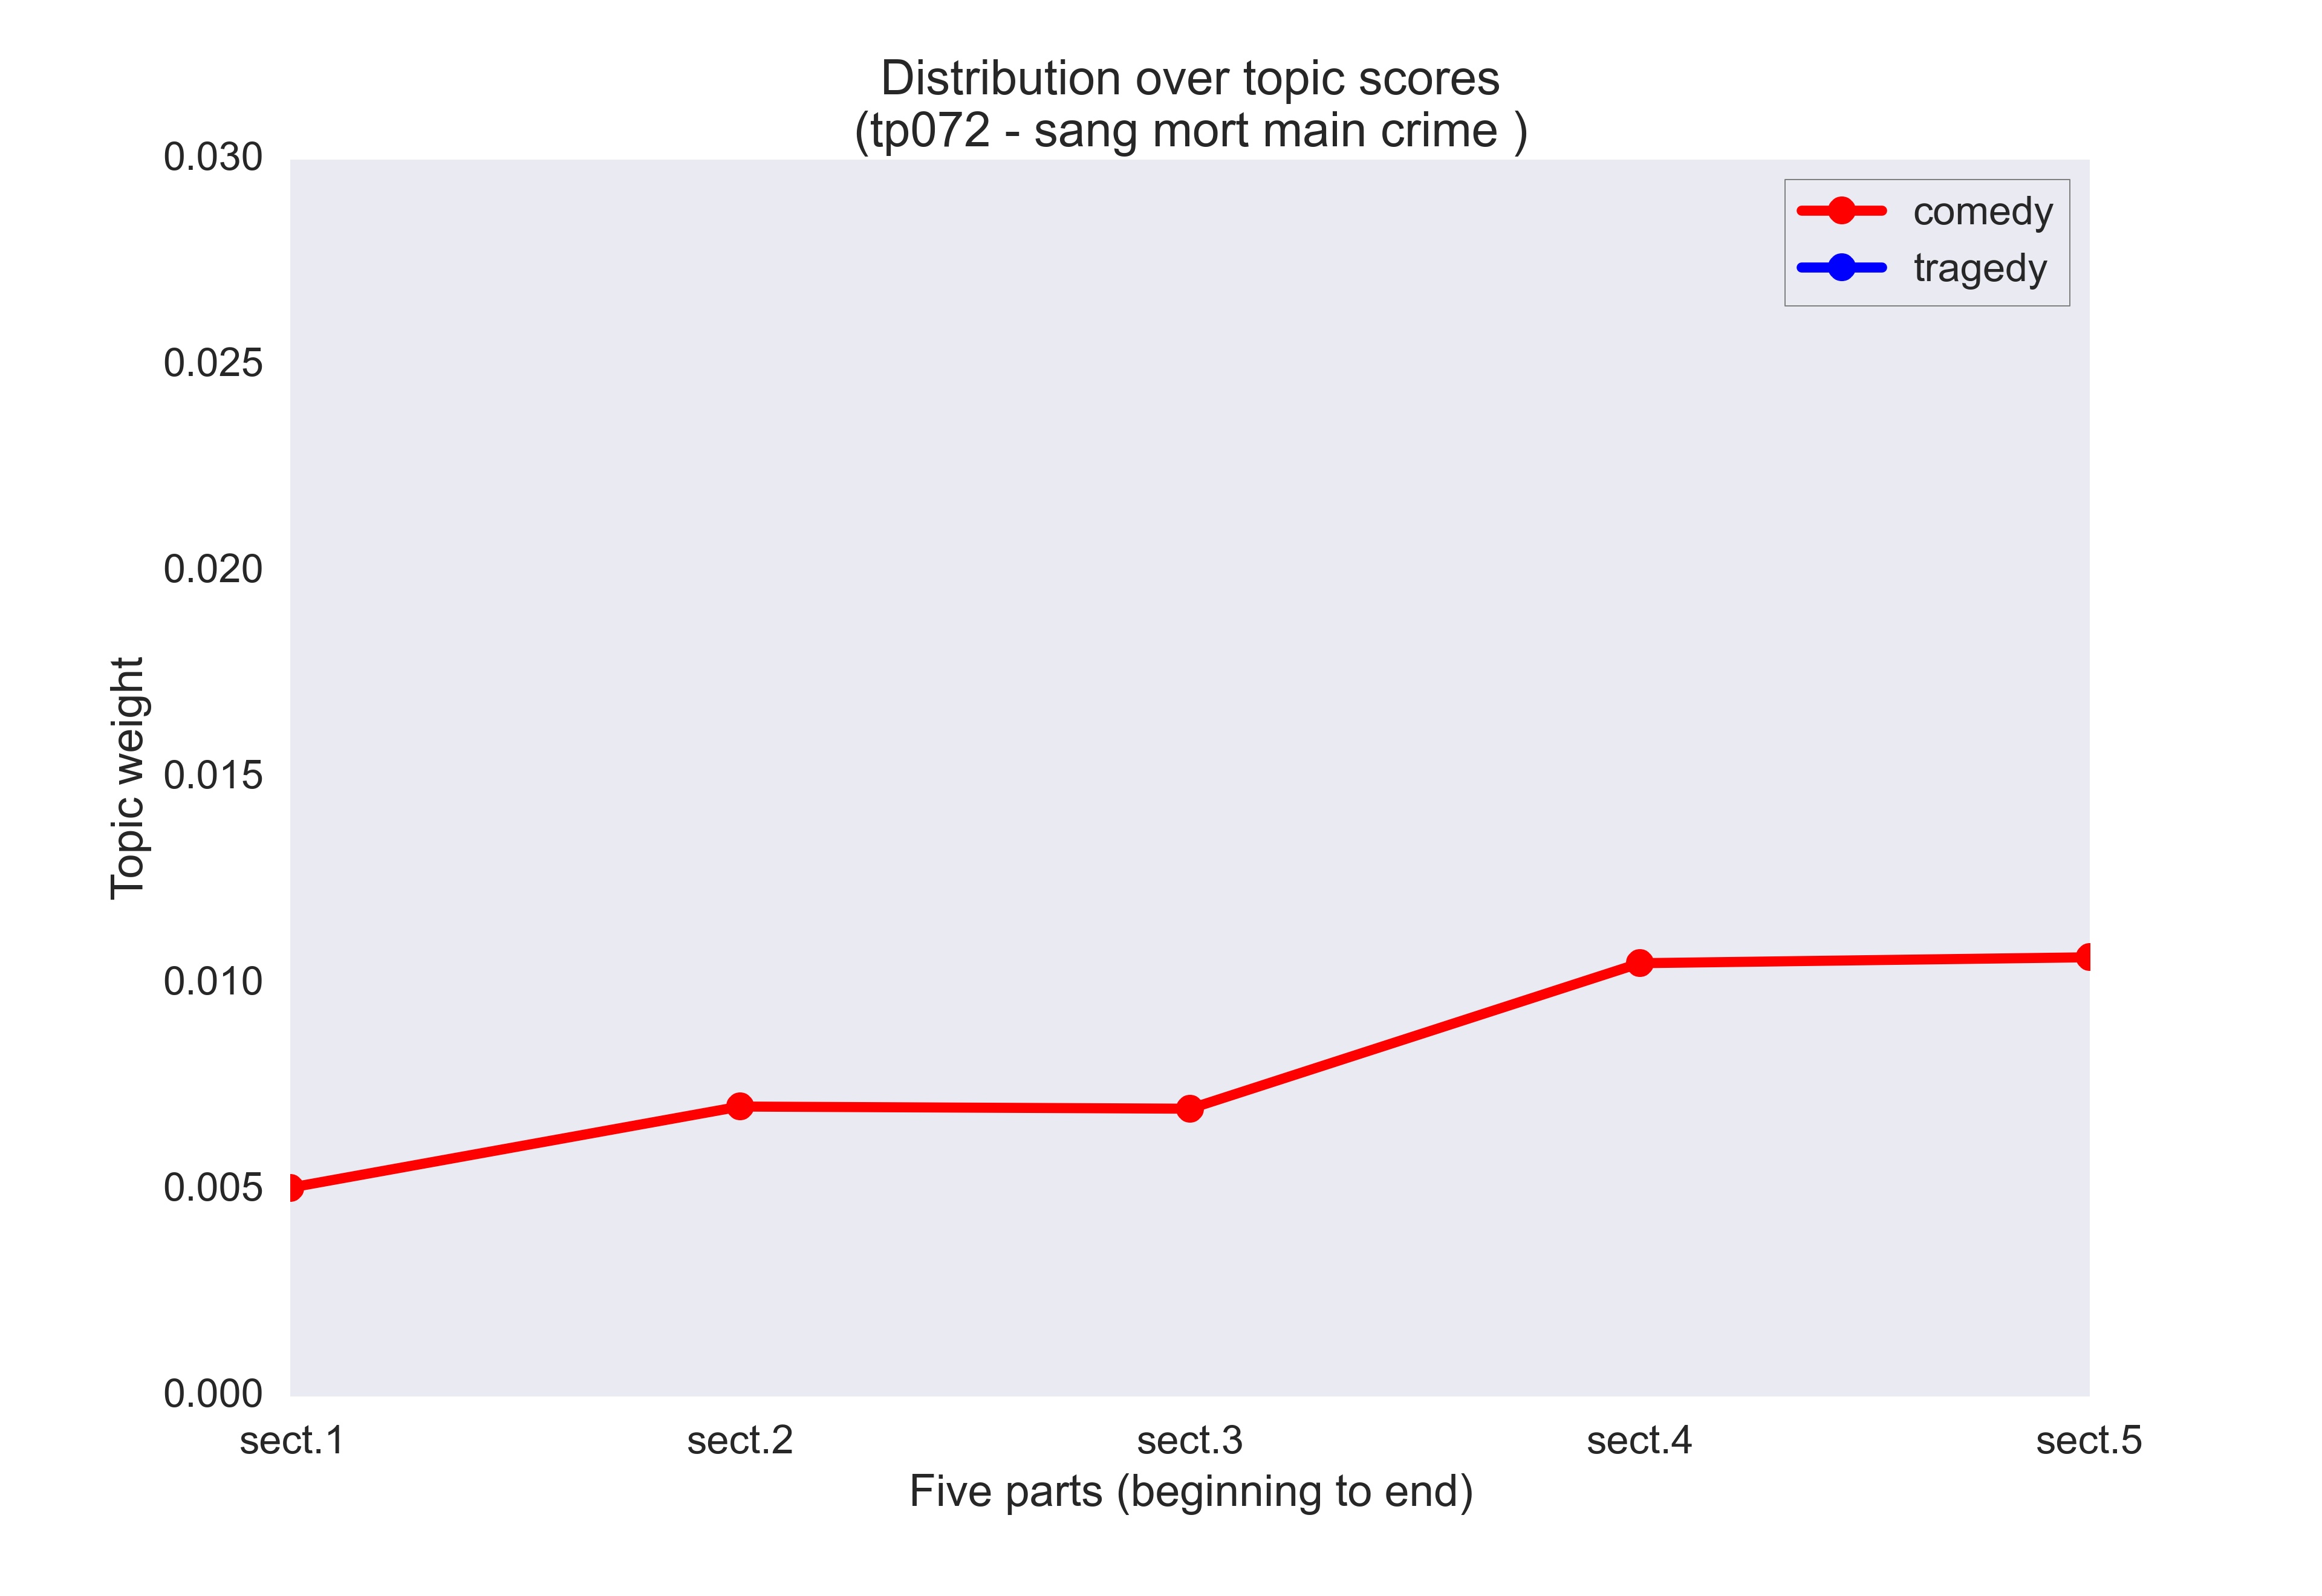 Distribution over topic scores
(tp072 - sang mort main crime )
comedy
tragedy
Topic weight
0.030
0.025
0.020
0.015
0.010
0.005
0.000
sect.1 sect.2 sect.3 sect.4 sect.5
Five parts (beginning to end)